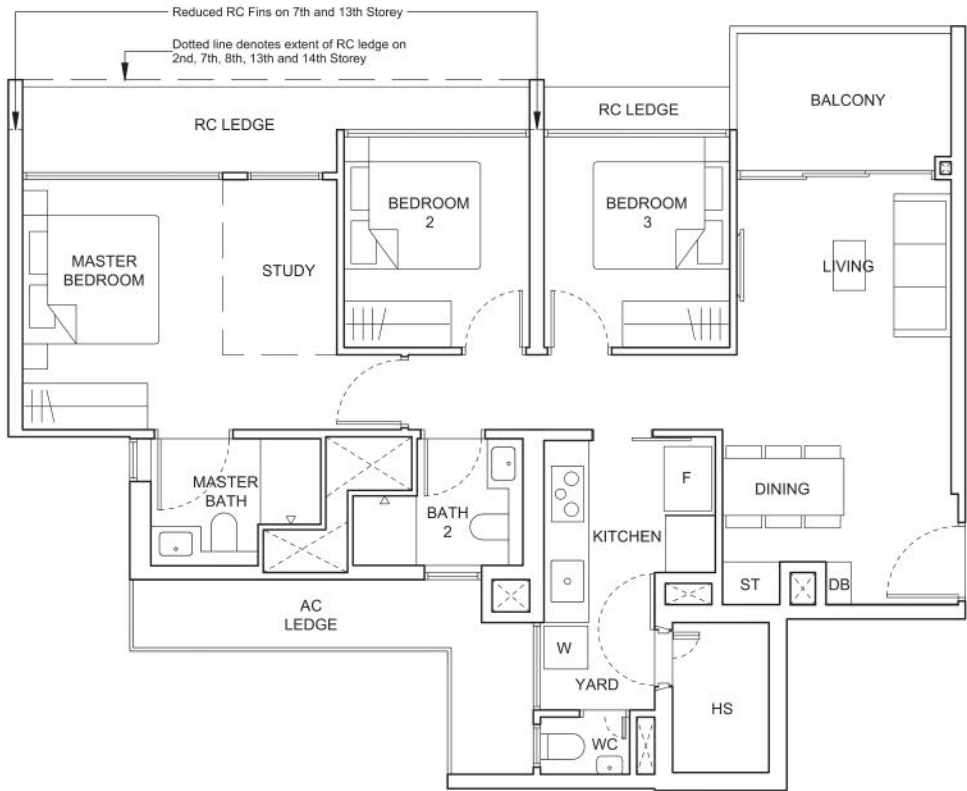 Reduced RC Fins on 7th and 13th Storey
Dotted line denotes extent of RC ledge on
2nd, 7th, 8th, 13th and 14th Storey
RC LEDGE
RC LEDGE
BALCONY
BEDROOM
2
BEDROOM
3
MASTER
BEDROOM
STUDY
LIVING
MASTER
BATH
BATH
2
F
DINING
KITCHEN
ST
DB
AC
LEDGE
W
YARD
HS
WC